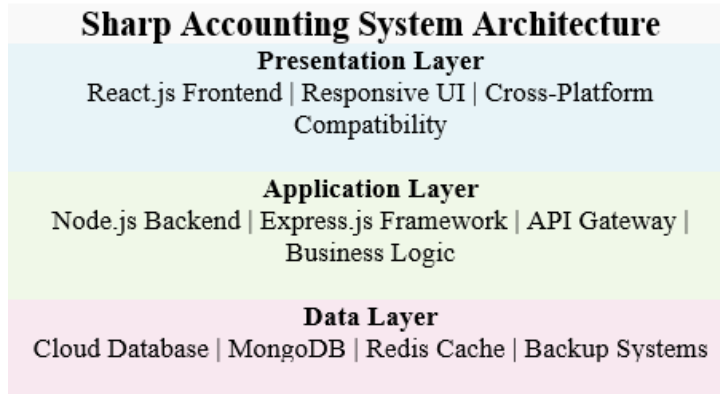 Sharp Accounting System Architecture
Presentation Layer
React.js Frontend | Responsive UI | Cross-Platform
Compatibility
Application Layer
Node.js Backend | Express.js Framework | API Gateway |
Business Logic
Data Layer
Cloud Database | MongoDB | Redis Cache | Backup Systems